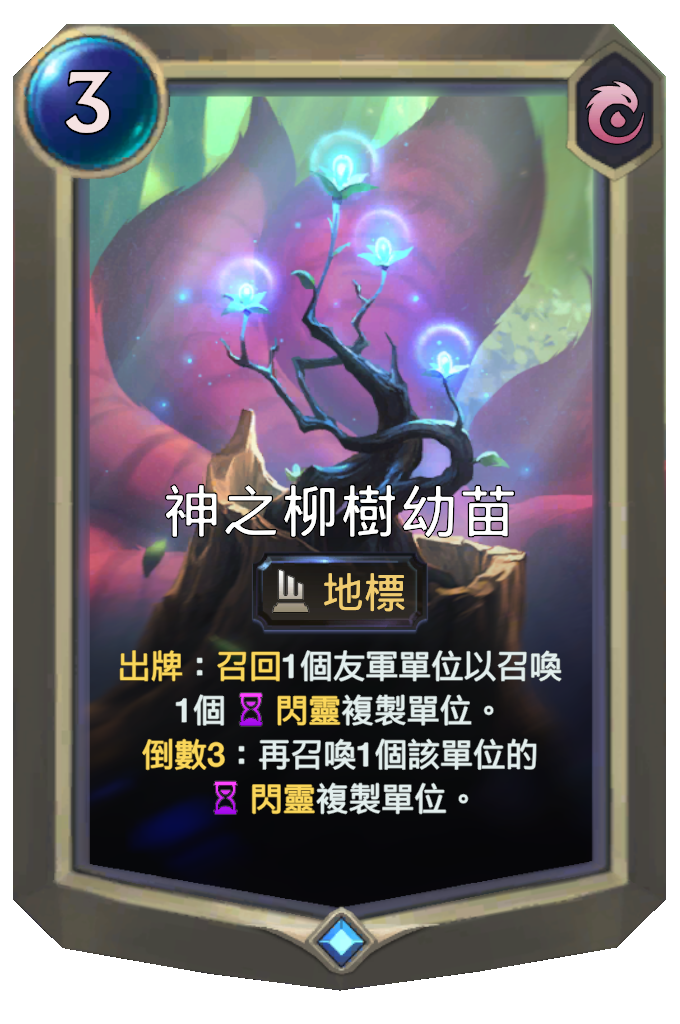 3
神之柳樹幼苗
地標
出牌：召回1個友軍單位以召喚
1個 閃靈複製單位。
倒數3：再召喚1個該單位的
閃靈複製單位。